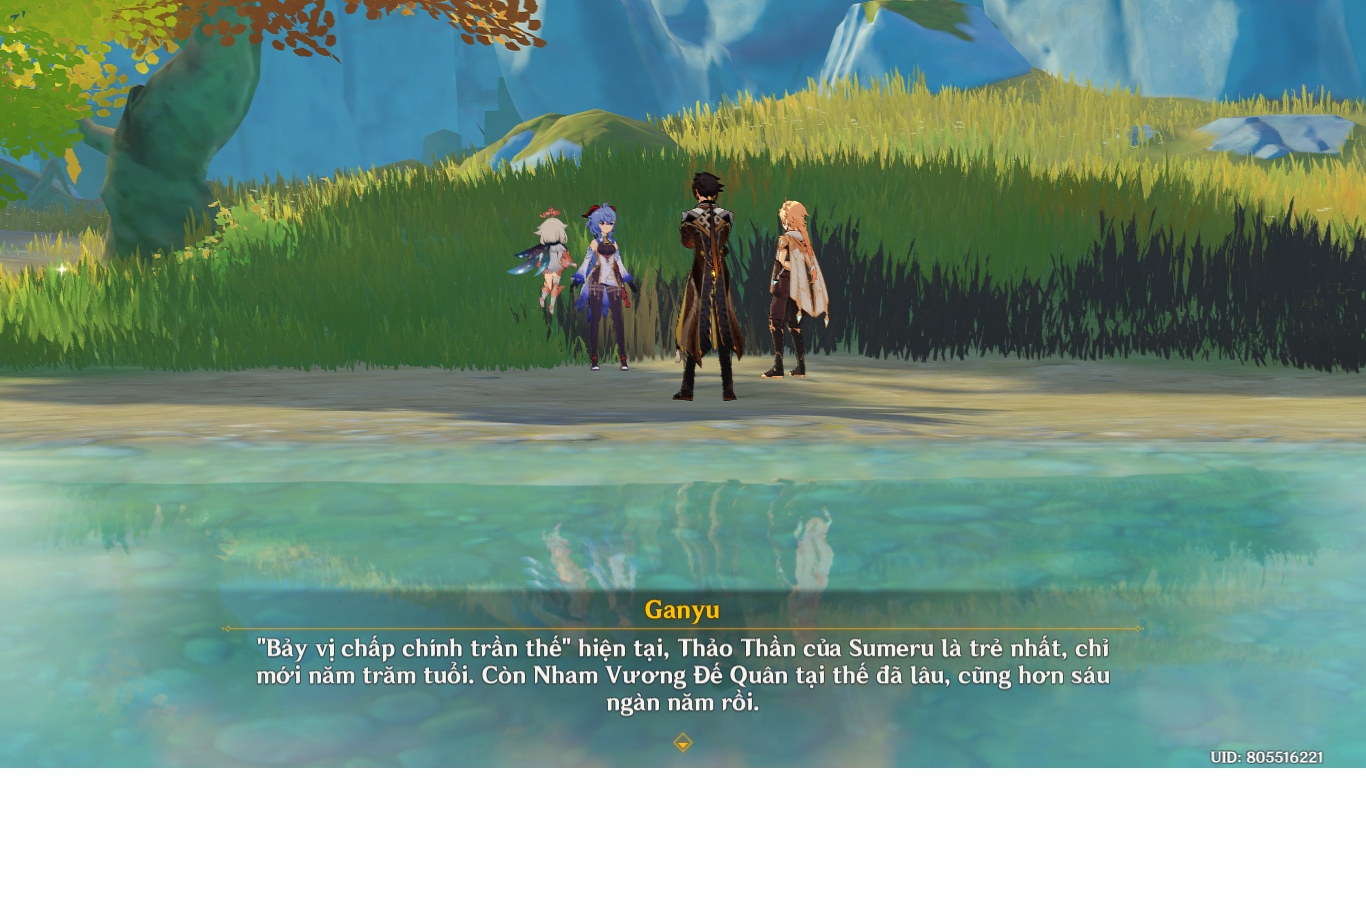 Ganyu
"Bảy vị chấp chính trần thế" hiện tại, Thảo Thần của Sumeru là trẻ nhất, chỉ
mới năm trăm tuổi. Còn Nham Vương Đế Quân tại thế đã lâu, cũng hơn sáu
ngàn năm rồi.
UID: 805516221